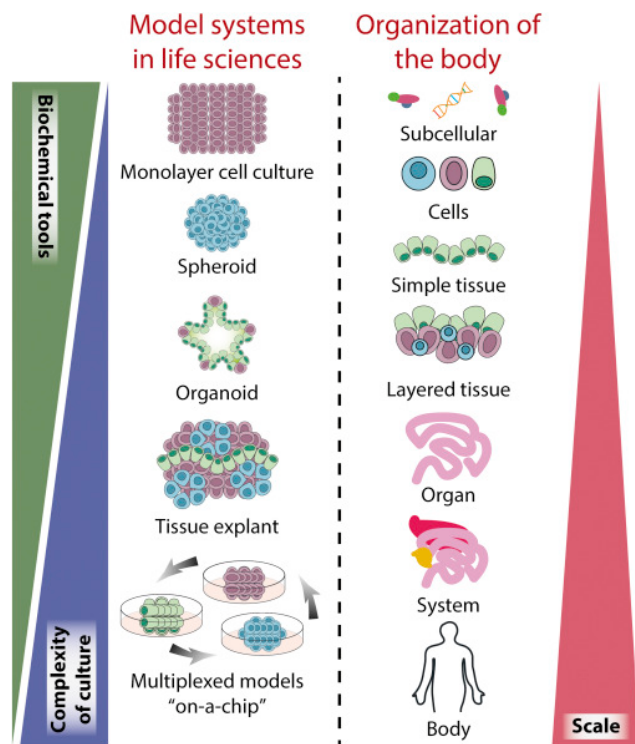 Model systems
in life sciences
Organization of
the body
Biochemical tools
Complexity
of culture
Monolayer cell culture
Spheroid
Organoid
Tissue explant
Multiplexed models
“on-a-chip”
Subcellular
Cells
Simple tissue
Layered tissue
Organ
System
Body
Scale